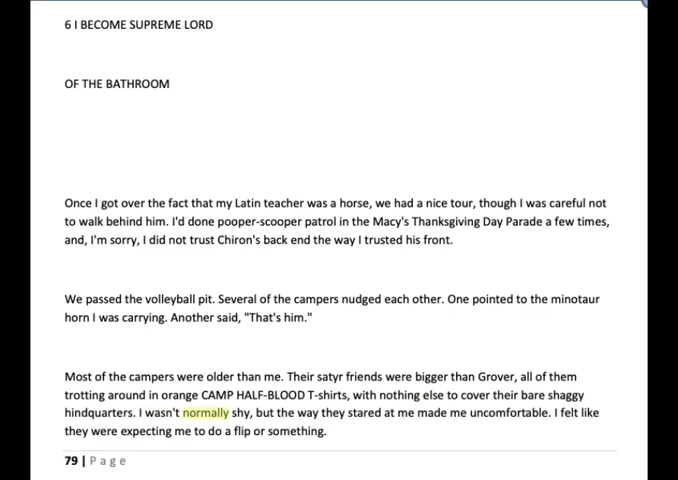 6 I BECOME SUPREME LORD
OF THE BATHROOM
Once I got over the fact that my Latin teacher was a horse, we had a nice tour, though I was careful not
to walk behind him. I'd done pooper-scooper patrol in the Macy's Thanksgiving Day Parade a few times,
and, I'm sorry, I did not trust Chiron's back end the way I trusted his front.
We passed the volleyball pit. Several of the campers nudged each other. One pointed to the minotaur
horn I was carrying. Another said, "That's him."
Most of the campers were older than me. Their satyr friends were bigger than Grover, all of them
trotting around in orange CAMP HALF-BLOOD T-shirts, with nothing else to cover their bare shaggy
hindquarters. I wasn't normally shy, but the way they stared at me made me uncomfortable. I felt like
they were expecting me to do a flip or something.
79 | P a g e